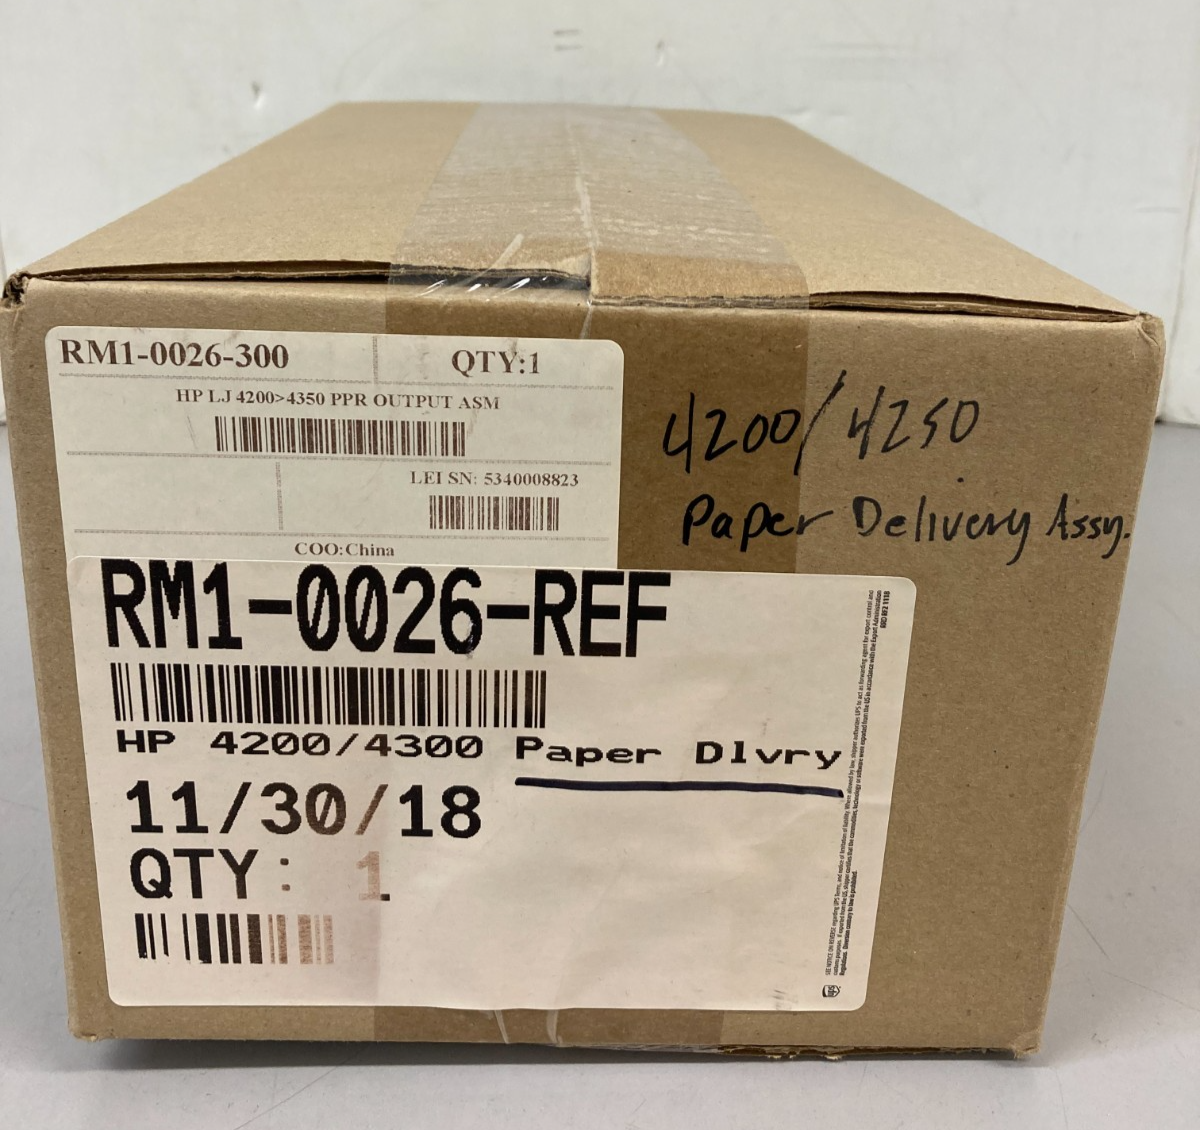 RM1-0026-300 QTY:1
HP LJ 4200>4350 PPR OUTPUT ASM
LEI SN: 5340008823
COO:China
4200/4250
Paper Delivery Assy.
RM1-0026-REF
HP 4200/4300 Paper Dlvry
11/30/18
QTY: 1
ups